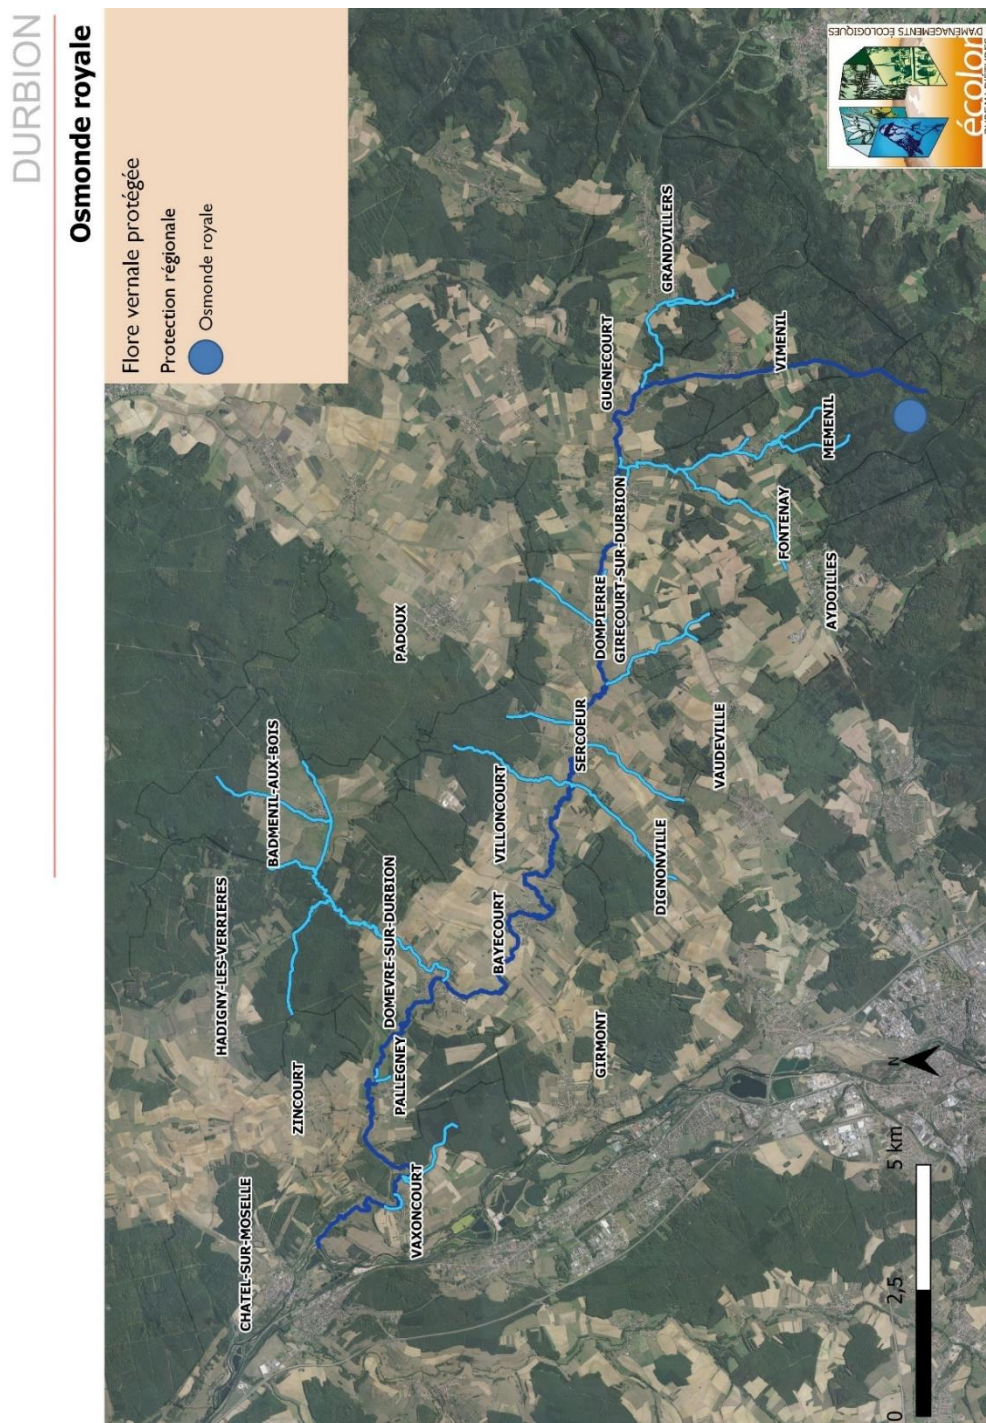 DURBION
Osmonde royale
Flore vernale protégée
Protection régionale
Osmonde royale
CHATEL-SUR-MOSELLE
HADIGNY-LES-VERRIERES
ZINCOURT
BADMENIL-AUX-BOIS
PADOUX
VAXONCOURT
PALLEGNEY
DOMEVRE-SUR-DURBION
BAYECOURT
VILLONCOURT
GIRMONT
DIGNONVILLE
SERCOEUR
VAUDEVILLE
DOMPIERRE
GIRECOURT-SUR-DURBION
GUGNECOURT
GRANDVILLERS
FONTENAY
AYDOILLES
MEMENIL
VIMENIL
N
0
2,5
5 km
écolor
D'AMÉNAGEMENTS ÉCOLOGIQUES